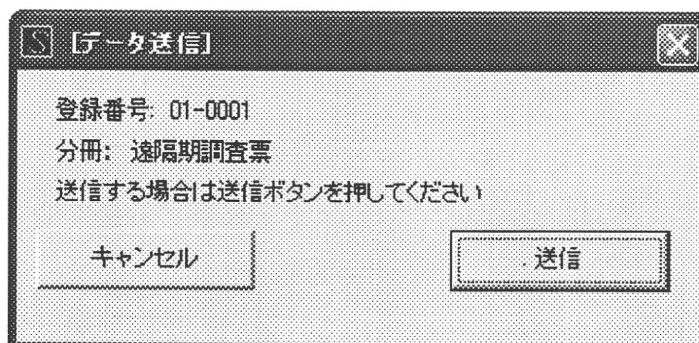 [データ送信]
登録番号: 01-0001
分冊: 遠隔期調査票
送信する場合は送信ボタンを押してください
キャンセル
送信